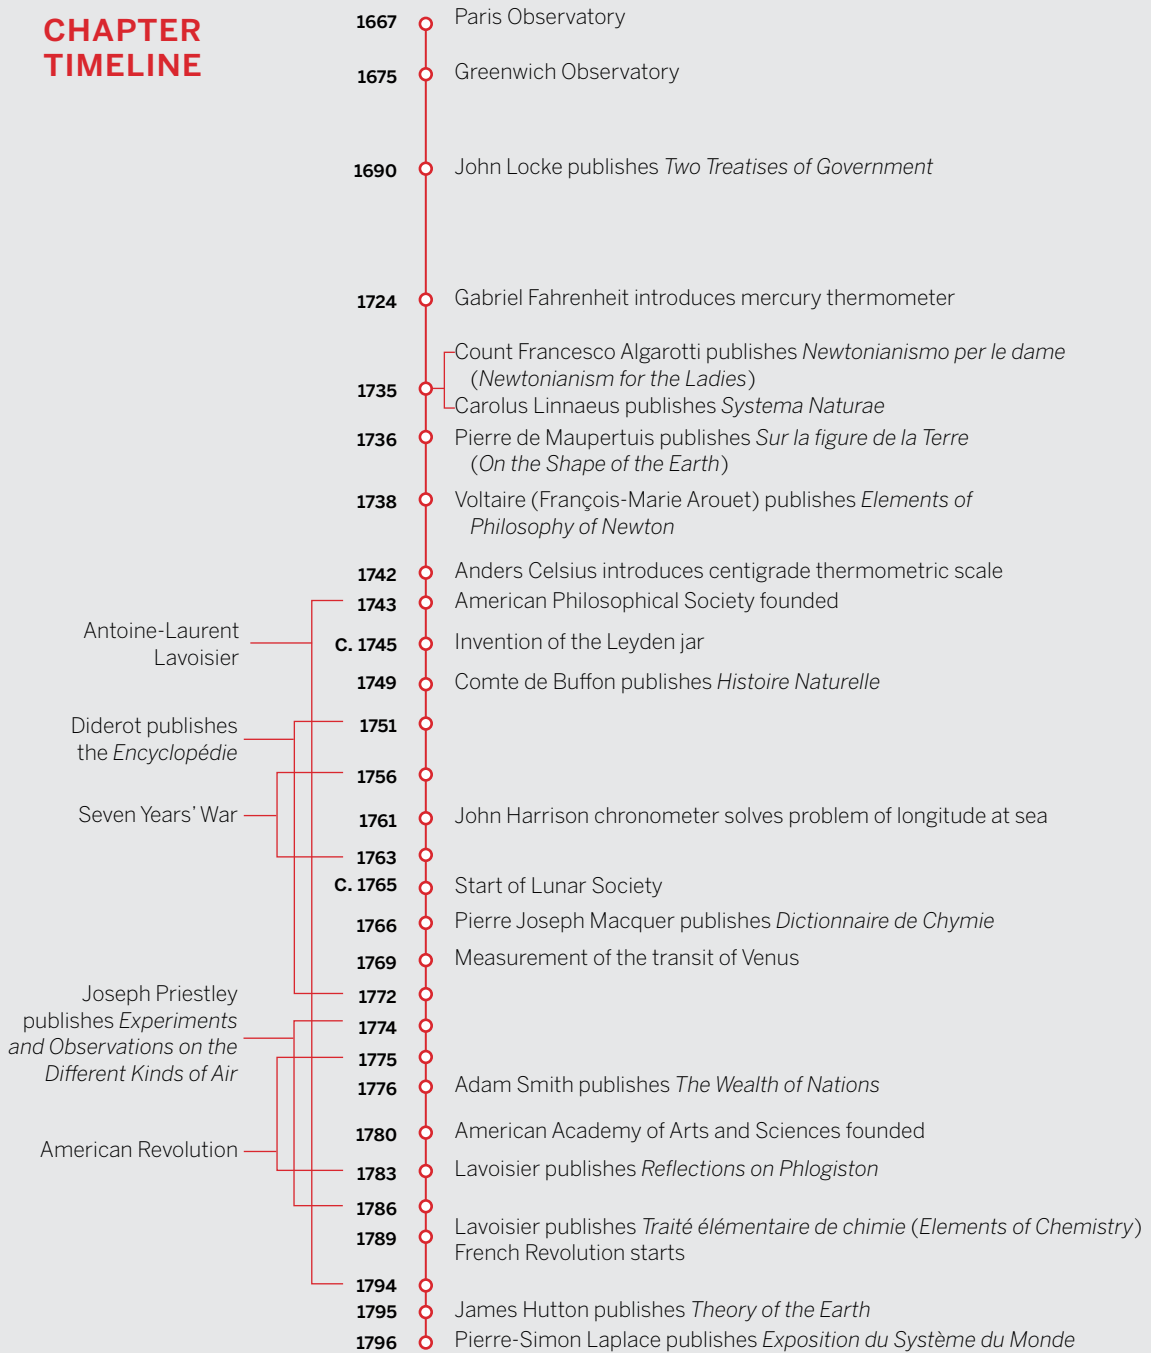 CHAPTER
TIMELINE
1667 Paris Observatory
1675 Greenwich Observatory
1690 John Locke publishes Two Treatises of Government
1724 Gabriel Fahrenheit introduces mercury thermometer
Count Francesco Algarotti publishes Newtonianismo per le dame
(Newtonianism for the Ladies)
1735
Carolus Linnaeus publishes Systema Naturae
1736 Pierre de Maupertuis publishes Sur la figure de la Terre
(On the Shape of the Earth)
1738 Voltaire (François-Marie Arouet) publishes Elements of
Philosophy of Newton
1742 Anders Celsius introduces centigrade thermometric scale
1743 American Philosophical Society founded
Antoine-Laurent
Lavoisier
C. 1745 Invention of the Leyden jar
1749 Comte de Buffon publishes Histoire Naturelle
Diderot publishes
the Encyclopédie
1751
1756
Seven Years' War
1761 John Harrison chronometer solves problem of longitude at sea
1763
C. 1765 Start of Lunar Society
1766 Pierre Joseph Macquer publishes Dictionnaire de Chymie
1769 Measurement of the transit of Venus
1772
Joseph Priestley
publishes Experiments
and Observations on the
Different Kinds of Air
1774
1775
1776 Adam Smith publishes The Wealth of Nations
1780 American Academy of Arts and Sciences founded
American Revolution
1783 Lavoisier publishes Reflections on Phlogiston
1786
1789 Lavoisier publishes Traité élémentaire de chimie (Elements of Chemistry)
French Revolution starts
1794
1795 James Hutton publishes Theory of the Earth
1796 Pierre-Simon Laplace publishes Exposition du Système du Monde